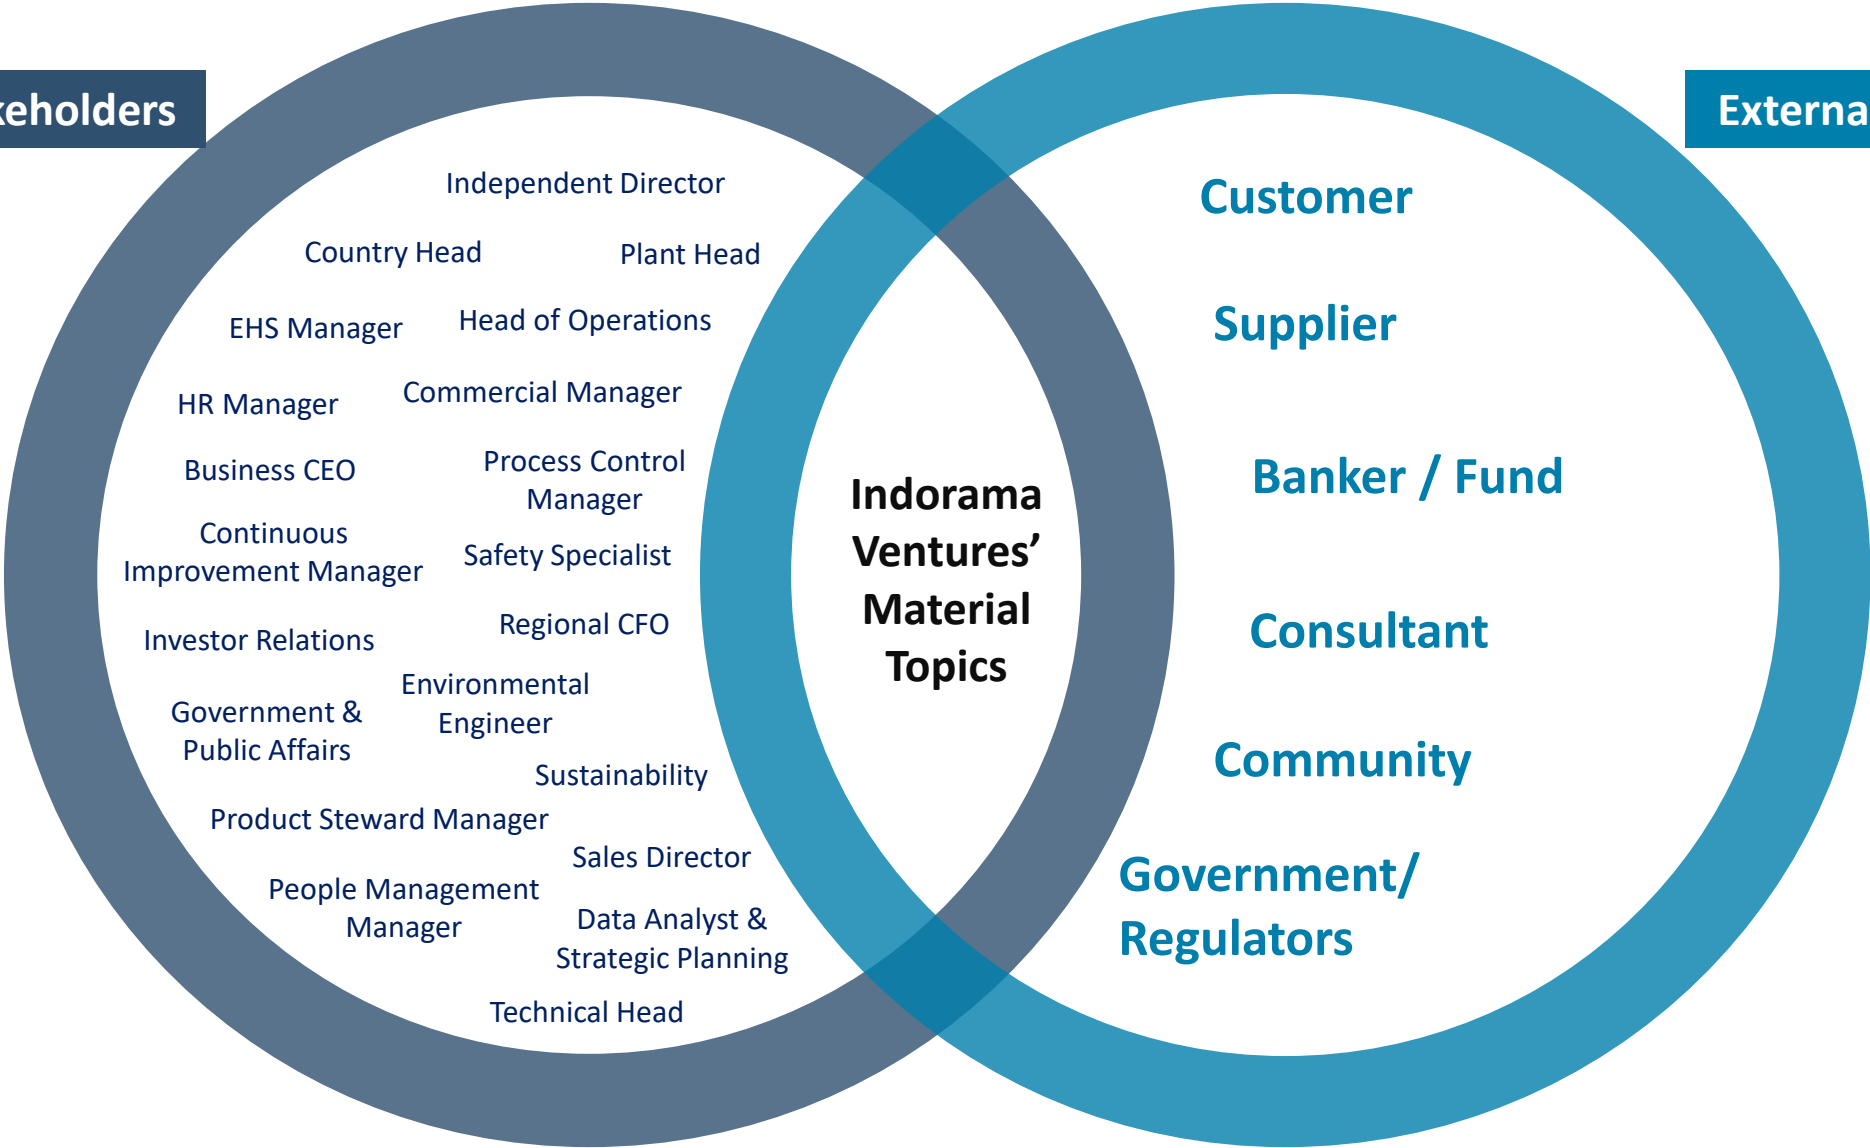 keholders
Externa
Independent Director
Country Head
Plant Head
EHS Manager
Head of Operations
HR Manager
Commercial Manager
Business CEO
Process Control
Manager
Continuous
Improvement Manager
Safety Specialist
Investor Relations
Regional CFO
Environmental
Engineer
Government &
Public Affairs
Sustainability
Product Steward Manager
Sales Director
People Management
Manager
Data Analyst &
Strategic Planning
Technical Head
Indorama
Ventures’
Material
Topics
Customer
Supplier
Banker / Fund
Consultant
Community
Government/
Regulators